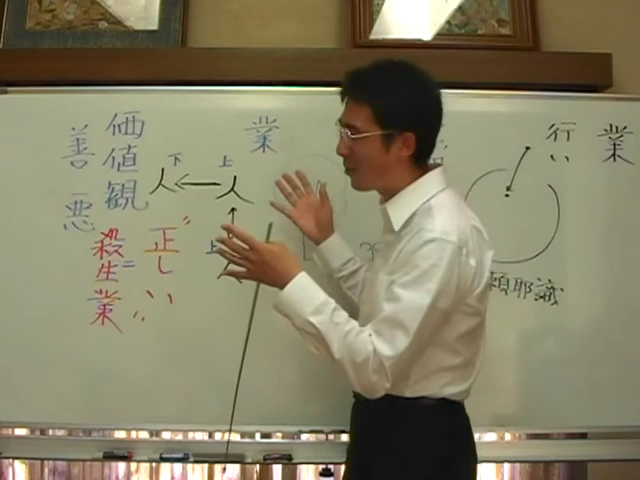 業
行い
頼耶識
業
上
下
人
人
上
価値観
善
悪
"正しい"
殺生業